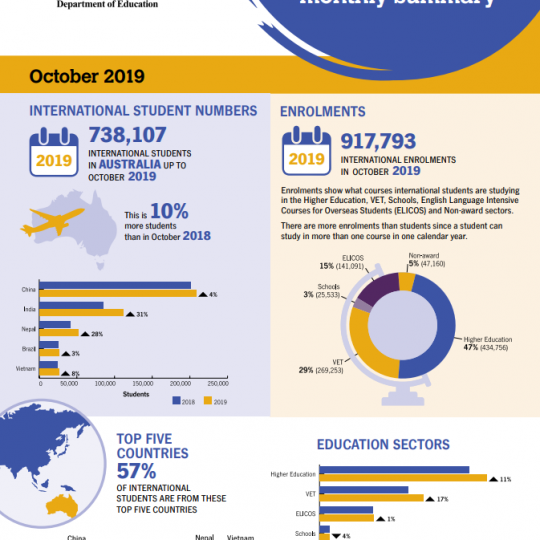 Department of Education
monthly summary
October 2019
INTERNATIONAL STUDENT NUMBERS
2019
738,107
INTERNATIONAL STUDENTS
IN AUSTRALIA UP TO
OCTOBER 2019
This is 10%
more students
than in October 2018
China
4%
India
31%
Nepal
28%
Brazil
3%
Vietnam
8%
0
50,000
100,000
150,000
200,000
250,000
Students
2018
2019
ENROLMENTS
2019
917,793
INTERNATIONAL ENROLMENTS
IN OCTOBER 2019
Enrolments show what courses international students are studying
in the Higher Education, VET, Schools, English Language Intensive
Courses for Overseas Students (ELICOS) and Non-award sectors.
There are more enrolments than students since a student can
study in more than one course in one calendar year.
ELICOS
15% (141,091)
Non-award
5% (47,160)
Schools
3% (25,533)
Higher Education
47% (434,756)
VET
29% (269,253)
TOP FIVE
COUNTRIES
57%
OF INTERNATIONAL
STUDENTS ARE FROM THESE
TOP FIVE COUNTRIES
China
Nepal
Vietnam
EDUCATION SECTORS
Higher Education
11%
VET
17%
ELICOS
1%
Schools
4%